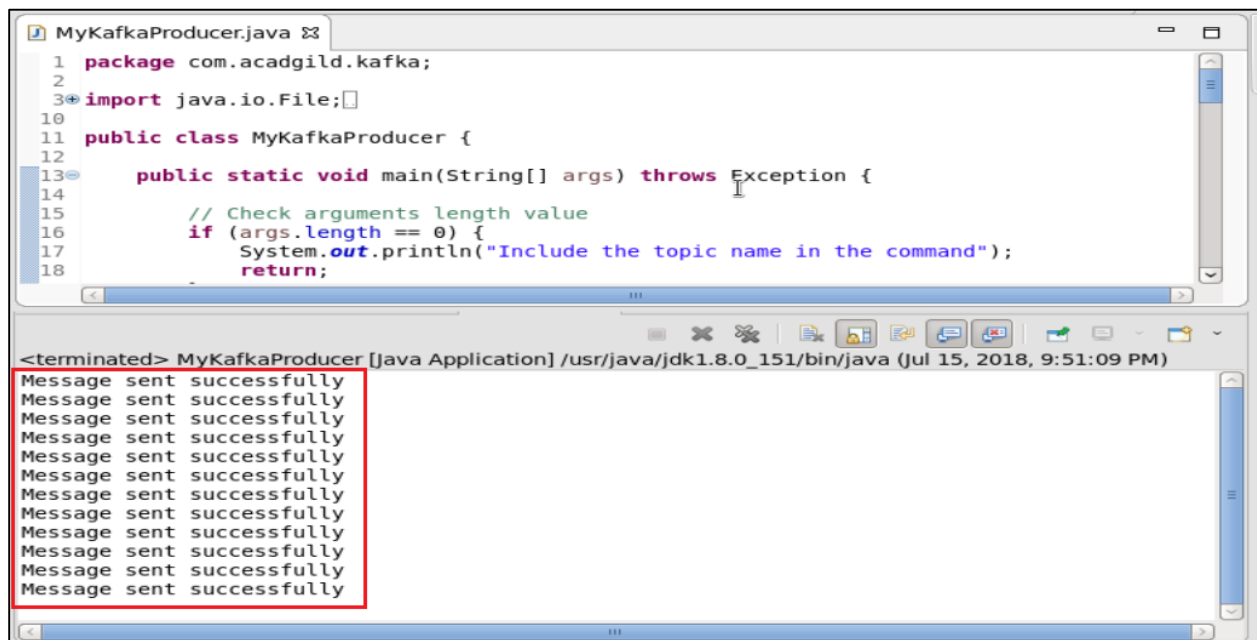 MyKafkaProducer.java
1 package com.acadgild.kafka;
2
3 import java.io.File;
10
11 public class MyKafkaProducer {
12
13 public static void main(String[] args) throws Exception {
14
15 // Check arguments length value
16 if (args.length == 0) {
17 System.out.println("Include the topic name in the command");
18 return;
<terminated> MyKafkaProducer [Java Application] /usr/java/jdk1.8.0_151/bin/java (Jul 15, 2018, 9:51:09 PM)
Message sent successfully
Message sent successfully
Message sent successfully
Message sent successfully
Message sent successfully
Message sent successfully
Message sent successfully
Message sent successfully
Message sent successfully
Message sent successfully
Message sent successfully
Message sent successfully